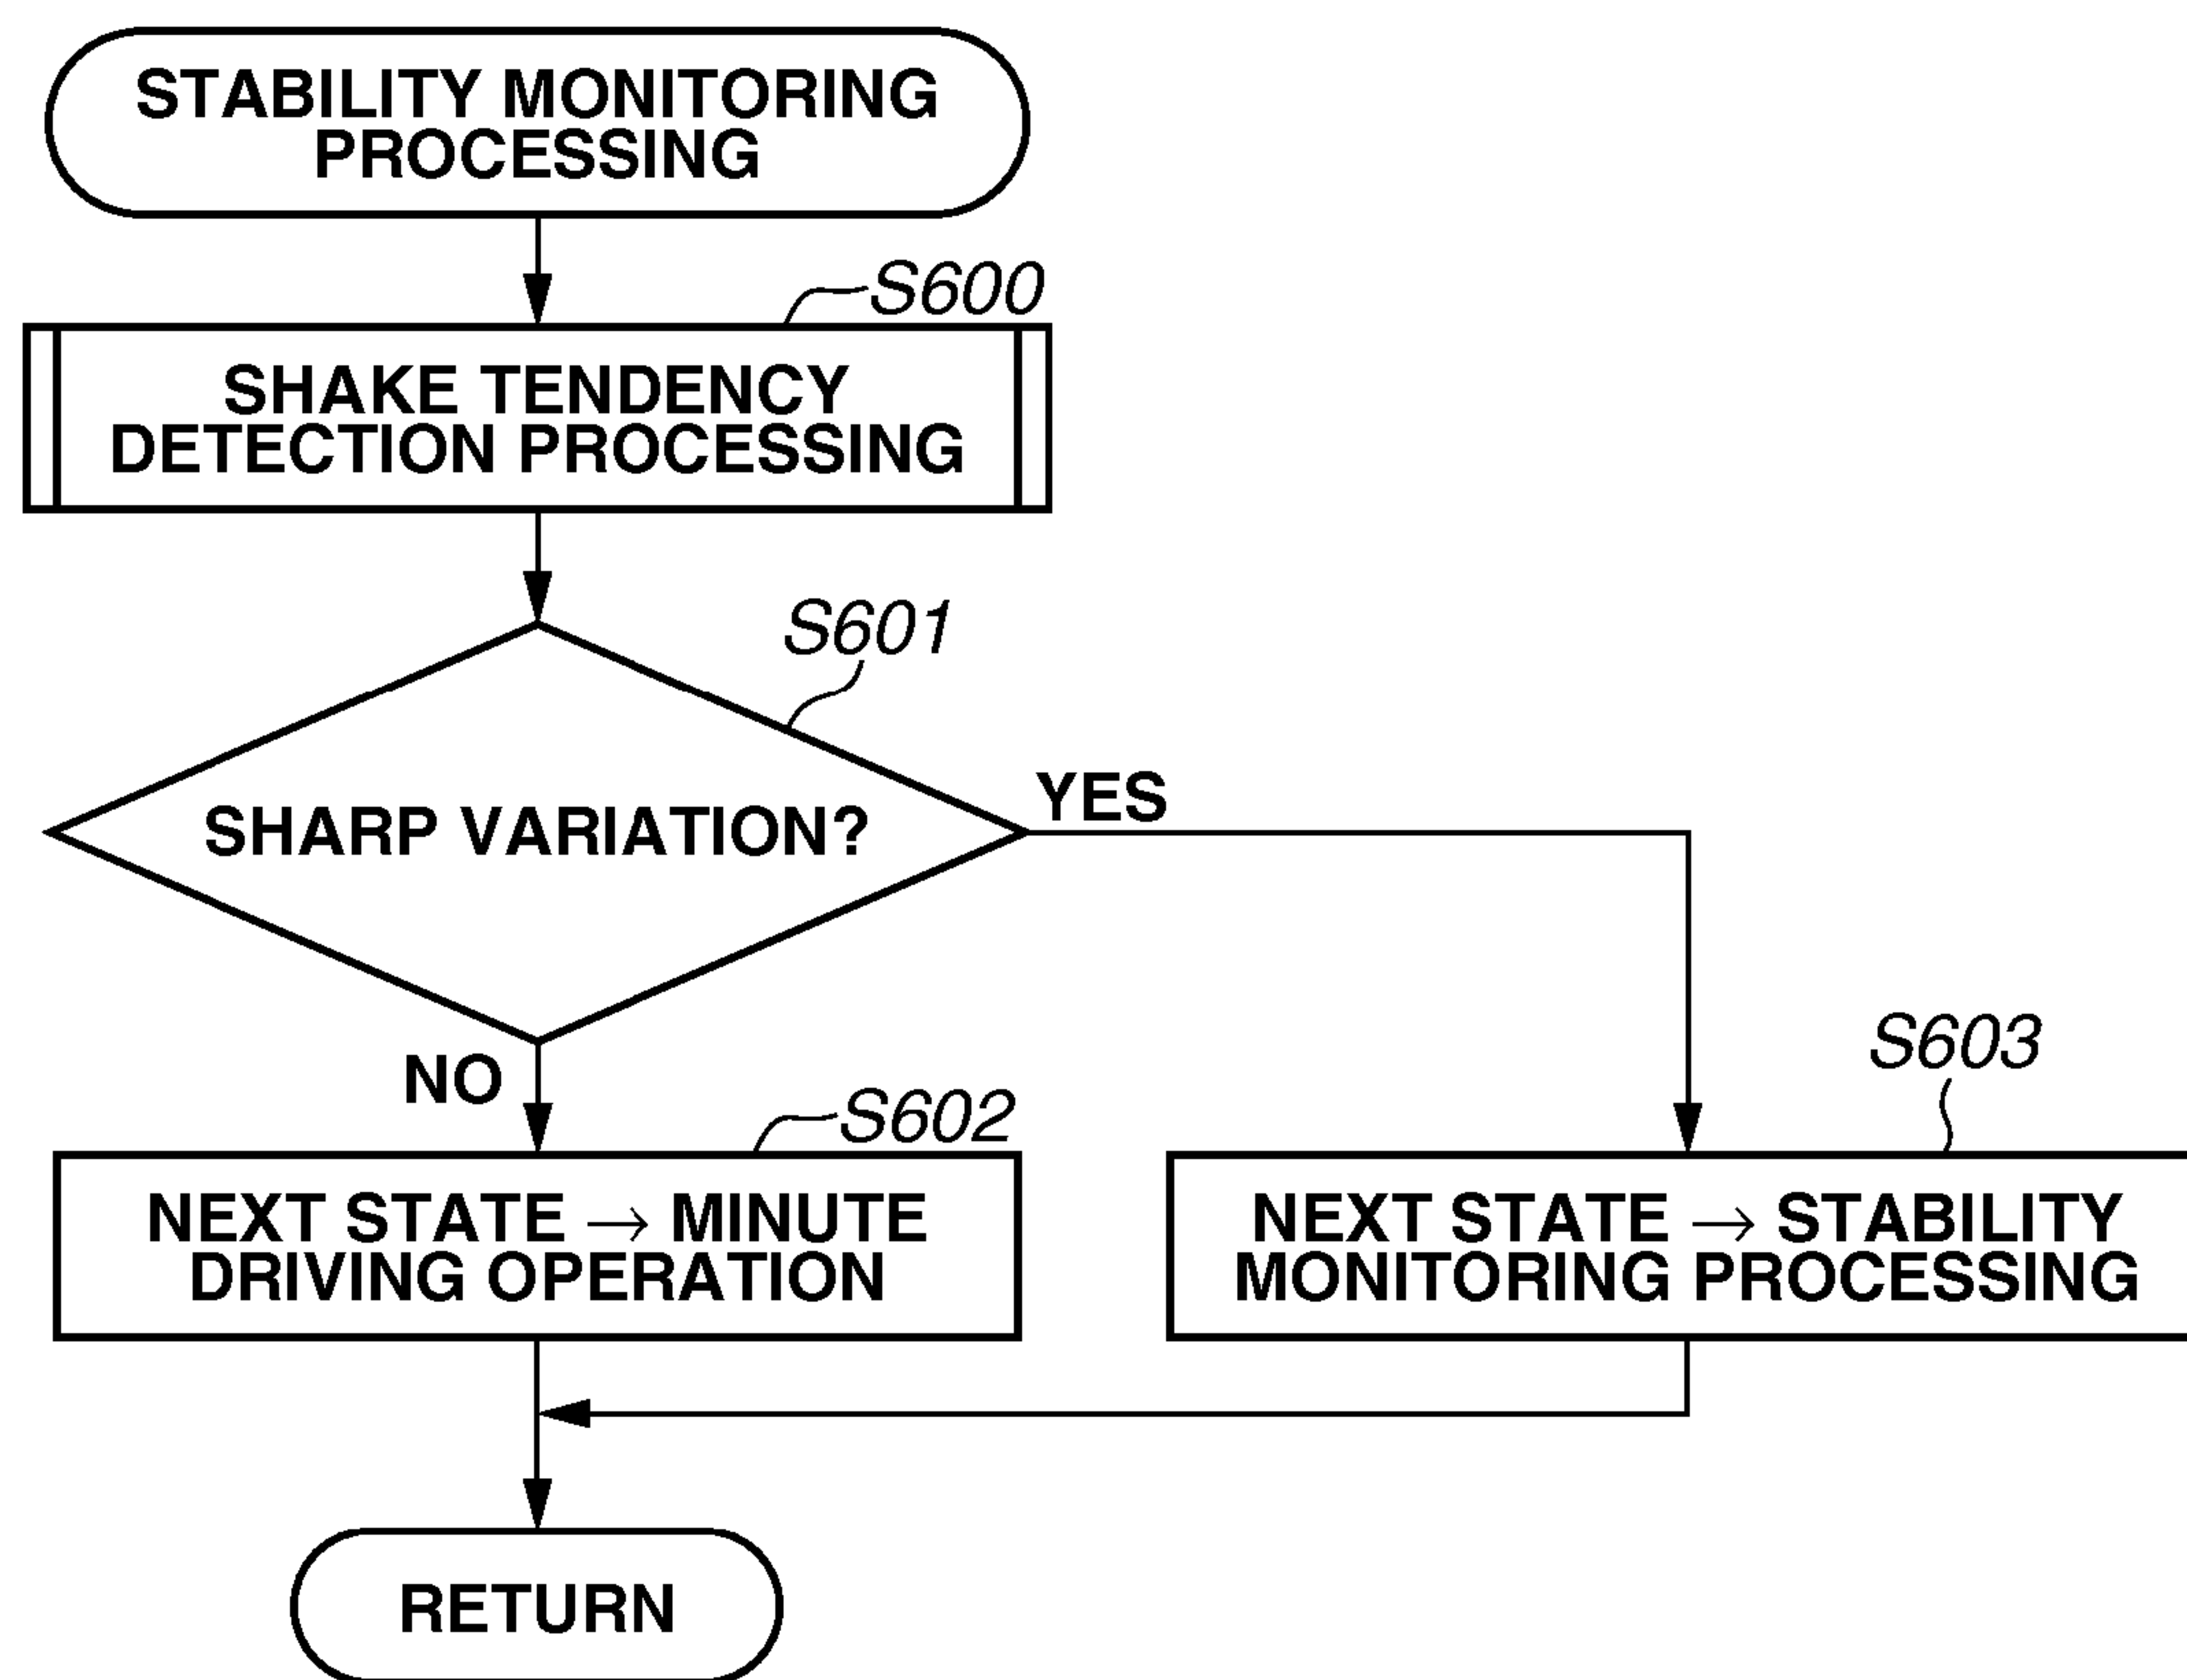 STABILITY MONITORING
PROCESSING
S600
SHAKE TENDENCY
DETECTION PROCESSING
S601
SHARP VARIATION?
YES
NO
S602
NEXT STATE → MINUTE
DRIVING OPERATION
S603
NEXT STATE → STABILITY
MONITORING PROCESSING
RETURN